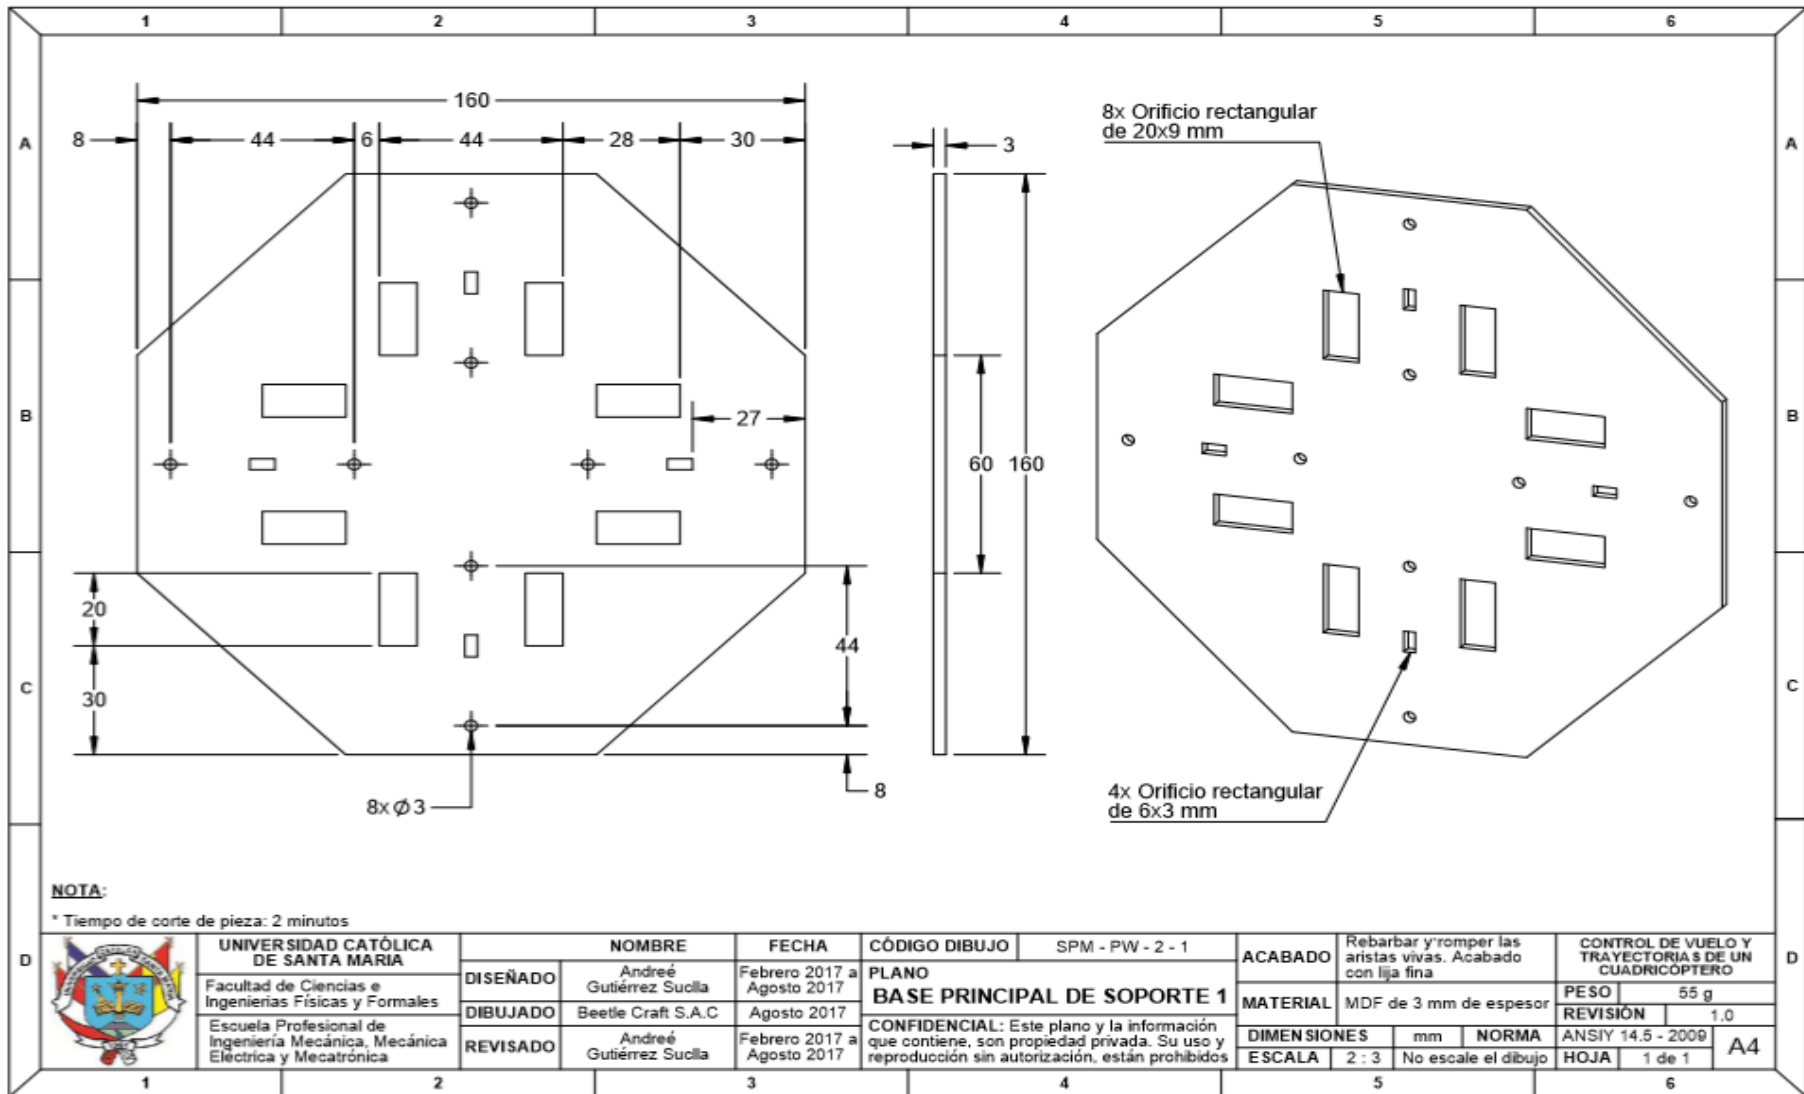 1 2 3 4 5 6
A
B
C
D
A
B
C
D
160
8 44 6 44 28 30
3
27
60 160
20
30
44
8
8x Ø 3
8x Orificio rectangular
de 20x9 mm
4x Orificio rectangular
de 6x3 mm
NOTA:
* Tiempo de corte de pieza: 2 minutos
UNIVERSIDAD CATÓLICA
DE SANTA MARIA
Facultad de Ciencias e
Ingenierias Físicas y Formales
Escuela Profesional de
Ingeniería Mecánica, Mecánica
Eléctrica y Mecatrónica
NOMBRE FECHA
DISEÑADO Andreé Gutiérrez Suclla Febrero 2017 a Agosto 2017
DIBUJADO Beetle Craft S.A.C Agosto 2017
REVISADO Andreé Gutiérrez Suclla Febrero 2017 a Agosto 2017
CÓDIGO DIBUJO SPM - PW - 2 - 1
PLANO
BASE PRINCIPAL DE SOPORTE 1
CONFIDENCIAL: Este plano y la información
que contiene, son propiedad privada. Su uso y
reproducción sin autorización, están prohibidos
ACABADO Rebarbar y romper las
aristas vivas. Acabado
con lija fina
MATERIAL MDF de 3 mm de espesor
DIMENSIONES mm NORMA ANSIY 14.5 - 2009
ESCALA 2 : 3 No escale el dibujo HOJA 1 de 1
CONTROL DE VUELO Y
TRAYECTORIAS DE UN
CUADRICÓPTERO
PESO 55 g
REVISIÓN 1.0
A4
1 2 3 4 5 6